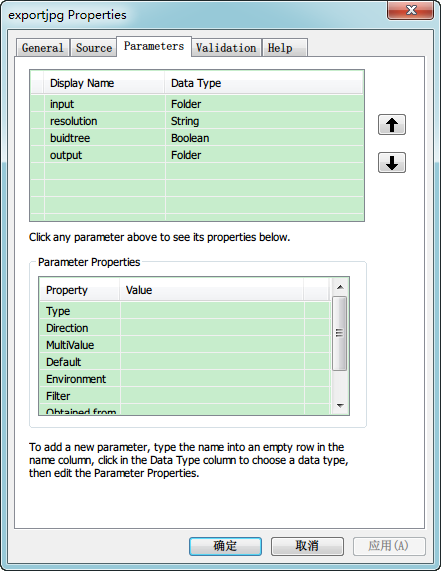 exportjpg Properties
General Source Parameters Validation Help
Display Name Data Type
input Folder
resolution String
buidtree Boolean
output Folder
Click any parameter above to see its properties below.
Parameter Properties
Property Value
Type
Direction
MultiValue
Default
Environment
Filter
Obtained from
To add a new parameter, type the name into an empty row in the
name column, click in the Data Type column to choose a data type,
then edit the Parameter Properties.
确定 取消 应用(A)